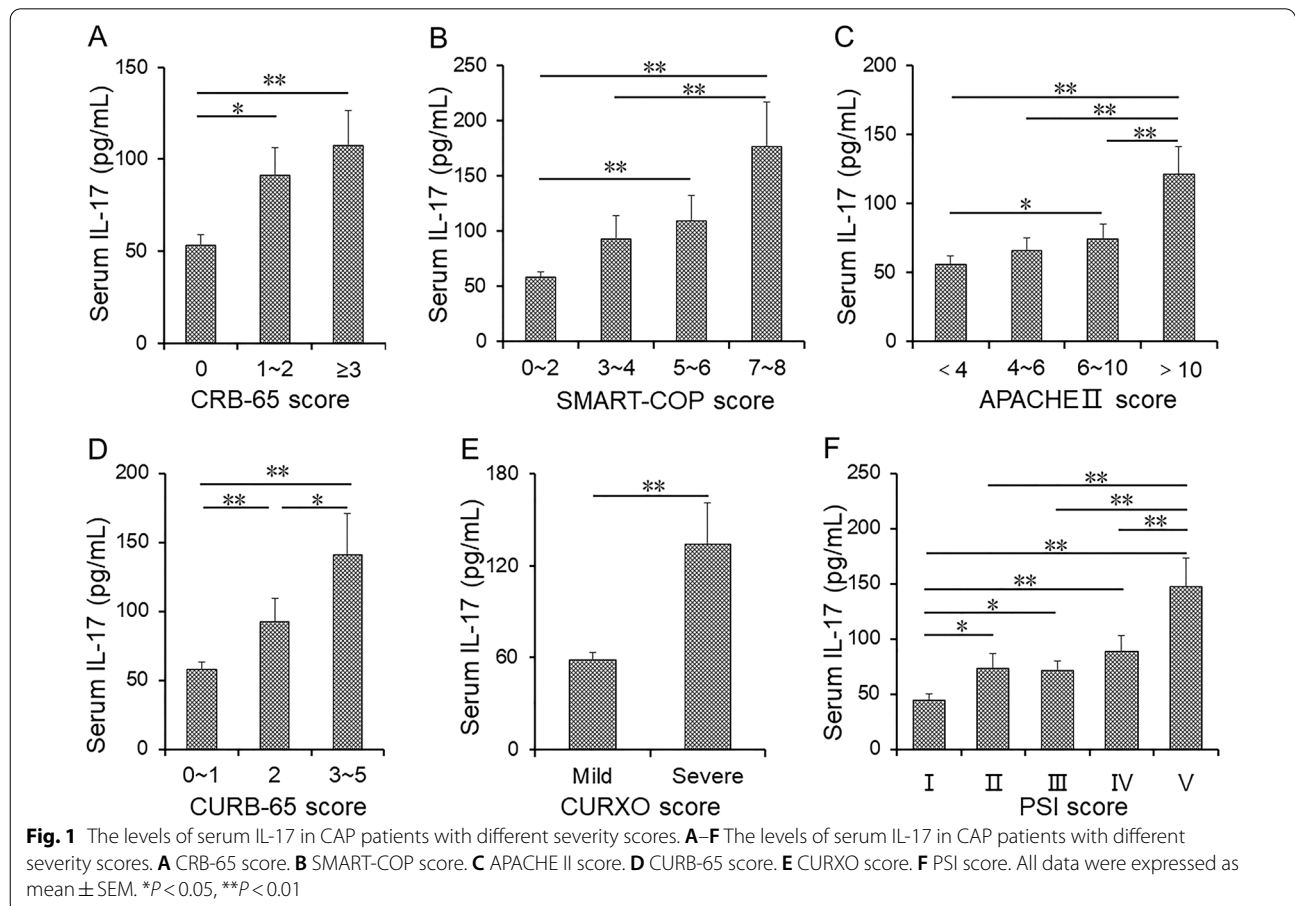 A
Serum IL-17 (pg/mL)
150
100
50
0
*
**
0 1~2 ≥3
CRB-65 score
B
Serum IL-17 (pg/mL)
250
200
150
100
50
0
**
**
**
0~2 3~4 5~6 7~8
SMART-COP score
C
Serum IL-17 (pg/mL)
200
150
100
50
0
**
**
**
*
< 4 4~6 6~10 > 10
APACHEⅡ score
D
Serum IL-17 (pg/mL)
200
150
100
50
0
**
** *
0~1 2 3~5
CURB-65 score
E
Serum IL-17 (pg/mL)
180
120
60
0
**
Mild Severe
CURXO score
F
Serum IL-17 (pg/mL)
250
200
150
100
50
0
**
**
**
**
**
*
*
Ⅰ Ⅱ Ⅲ Ⅳ Ⅴ
PSI score
Fig. 1 The levels of serum IL-17 in CAP patients with different severity scores. A–F The levels of serum IL-17 in CAP patients with different
severity scores. A CRB-65 score. B SMART-COP score. C APACHE II score. D CURB-65 score. E CURXO score. F PSI score. All data were expressed as
mean ± SEM. *P < 0.05, **P < 0.01